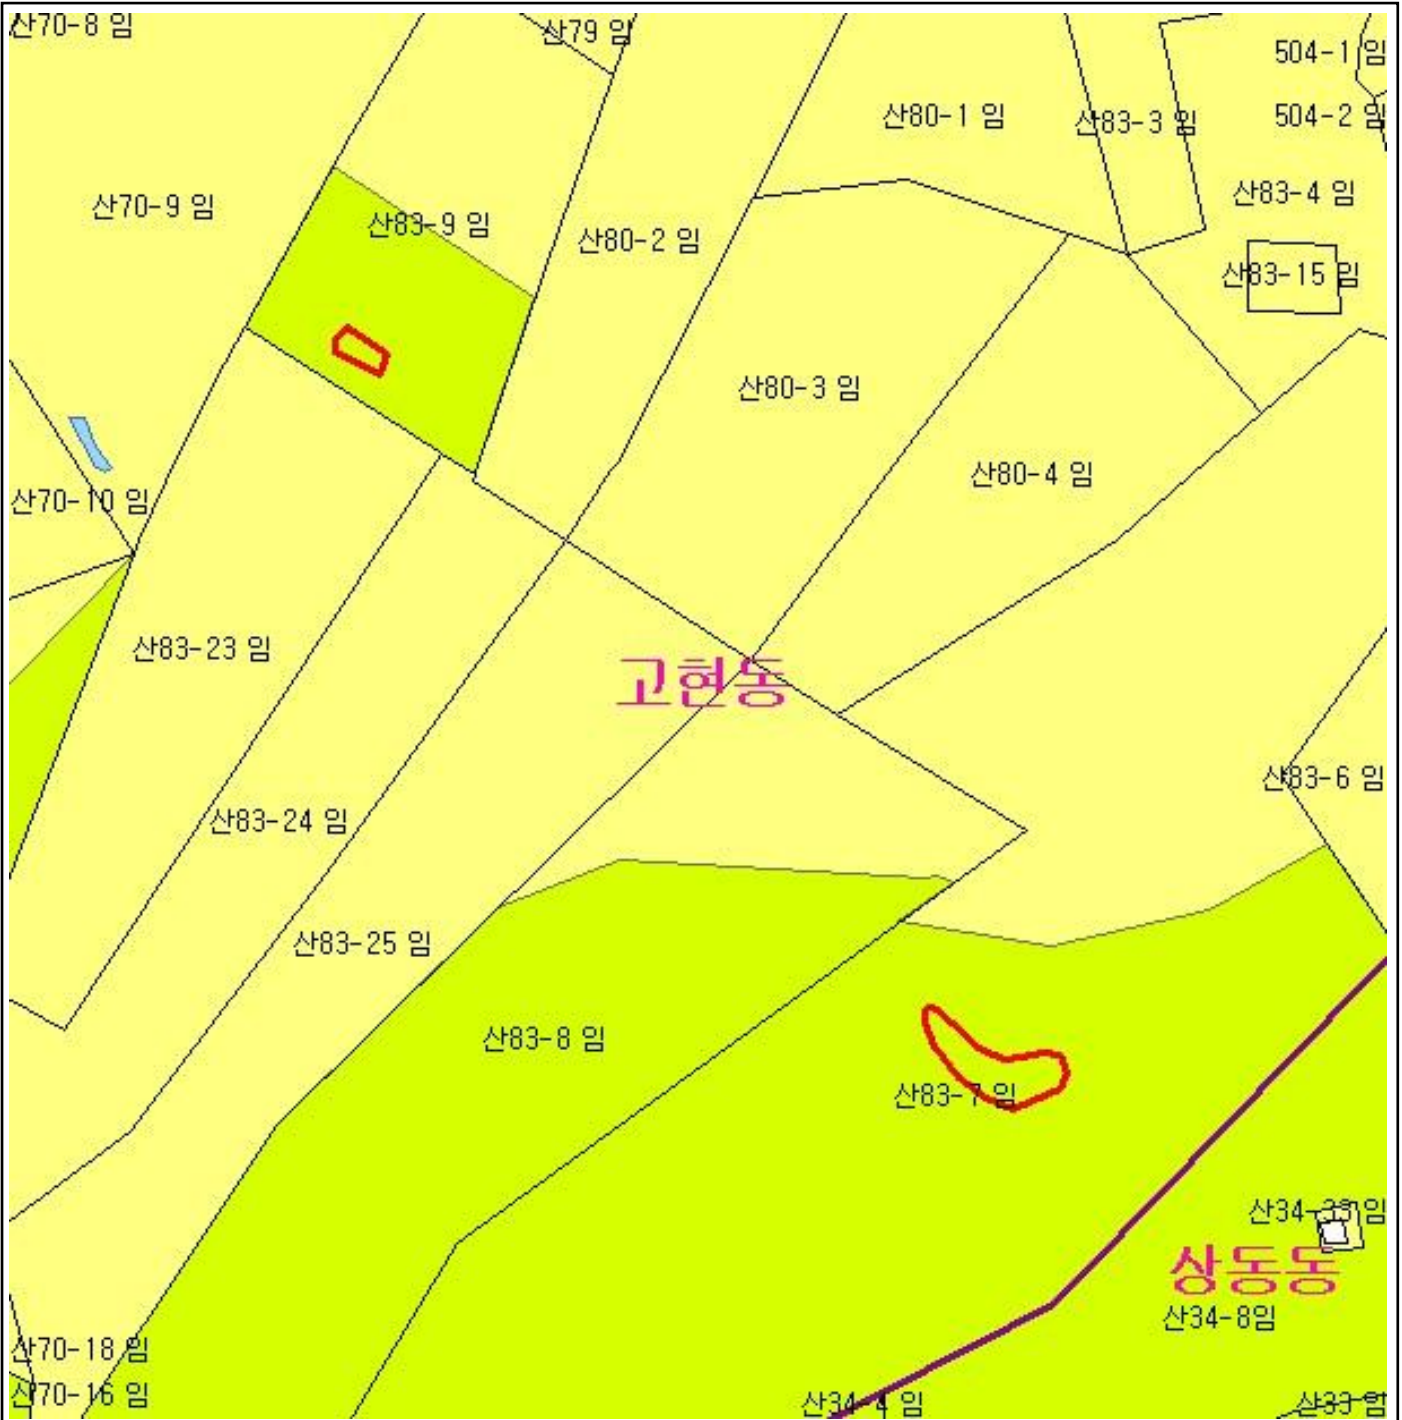 산70-8 임
산79 임
504-1 임
산80-1 임
산83-3 임
504-2 임
산83-4 임
산70-9 임
산83-9 임
산80-2 임
산83-15 임
산80-3 임
산80-4 임
산70-10 임
산83-23 임
고현동
산83-6 임
산83-24 임
산83-25 임
산83-8 임
산83-7 임
산34-33 임
상동동
산34-8임
산70-18 임
산70-16 임
산34-4 임
산33 임